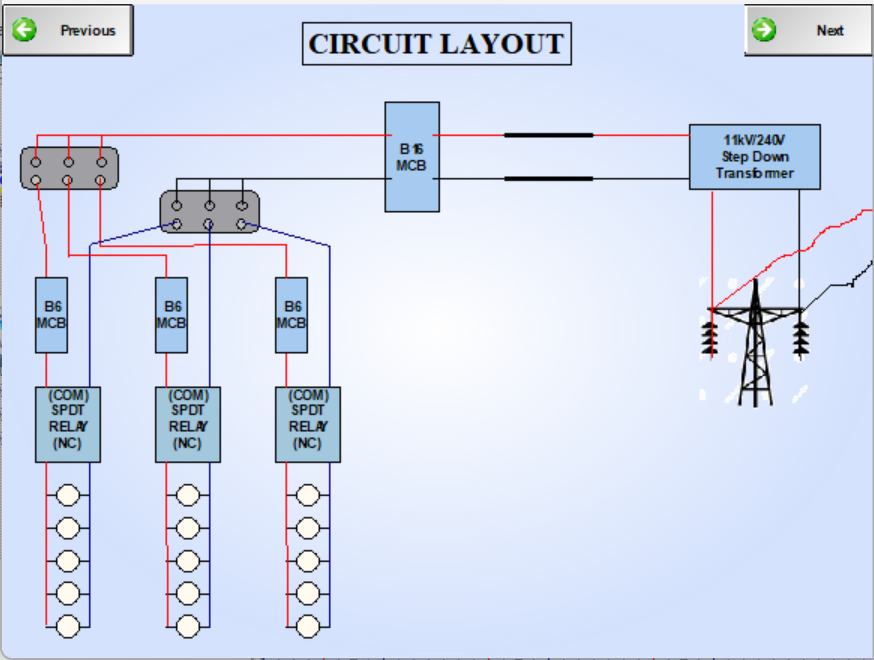 Previous
CIRCUIT LAYOUT
Next
B16
MCB
11kV/240V
Step Down
Transformer
B6
MCB
B6
MCB
B6
MCB
(COM)
SPDT
RELAY
(NC)
(COM)
SPDT
RELAY
(NC)
(COM)
SPDT
RELAY
(NC)